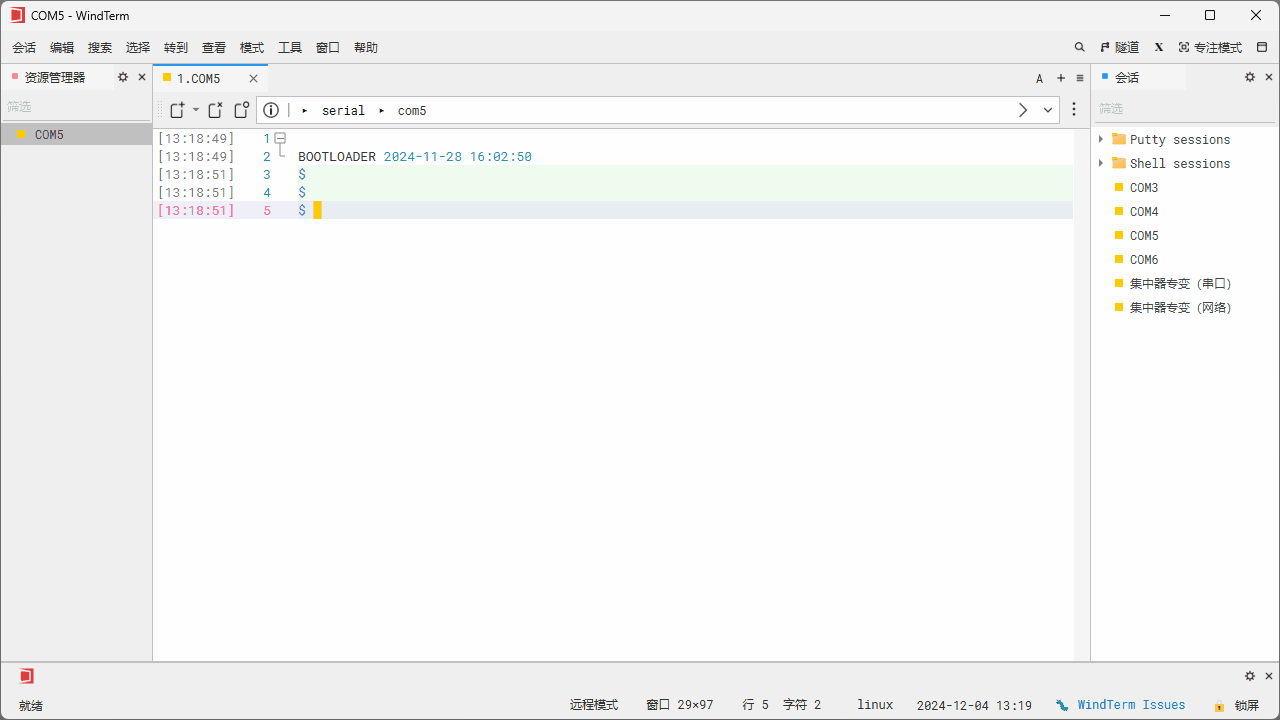 COM5 - WindTerm
会话 编辑 搜索 选择 转到 查看 模式 工具 窗口 帮助 隧道 X 专注模式
资源管理器
筛选
COM5
1.COM5
A
serial com5
[13:18:49] 1
[13:18:49] 2 BOOTLOADER 2024-11-28 16:02:50
[13:18:51] 3 $
[13:18:51] 4 $
[13:18:51] 5 $
会话
筛选
Putty sessions
Shell sessions
COM3
COM4
COM5
COM6
集中器专变 (串口)
集中器专变 (网络)
就绪 远程模式 窗口 29×97 行 5 字符 2 linux 2024-12-04 13:19 WindTerm Issues 锁屏